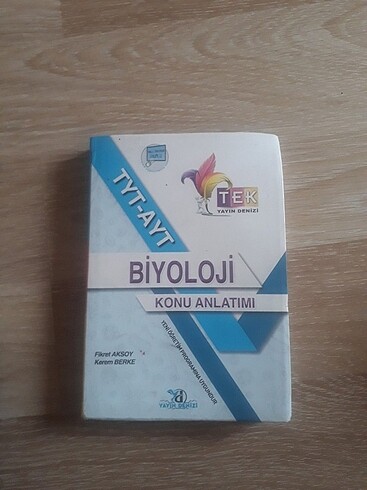 TYT-AYT
TEK
YAYIN DENİZİ
BİYOLOJİ
KONU ANLATIMI
Fikret AKSOY
Kerem BERKE
YENİ ÖĞRETİM PROGRAMINA UYGUNDUR
YAYIN DENİZİ